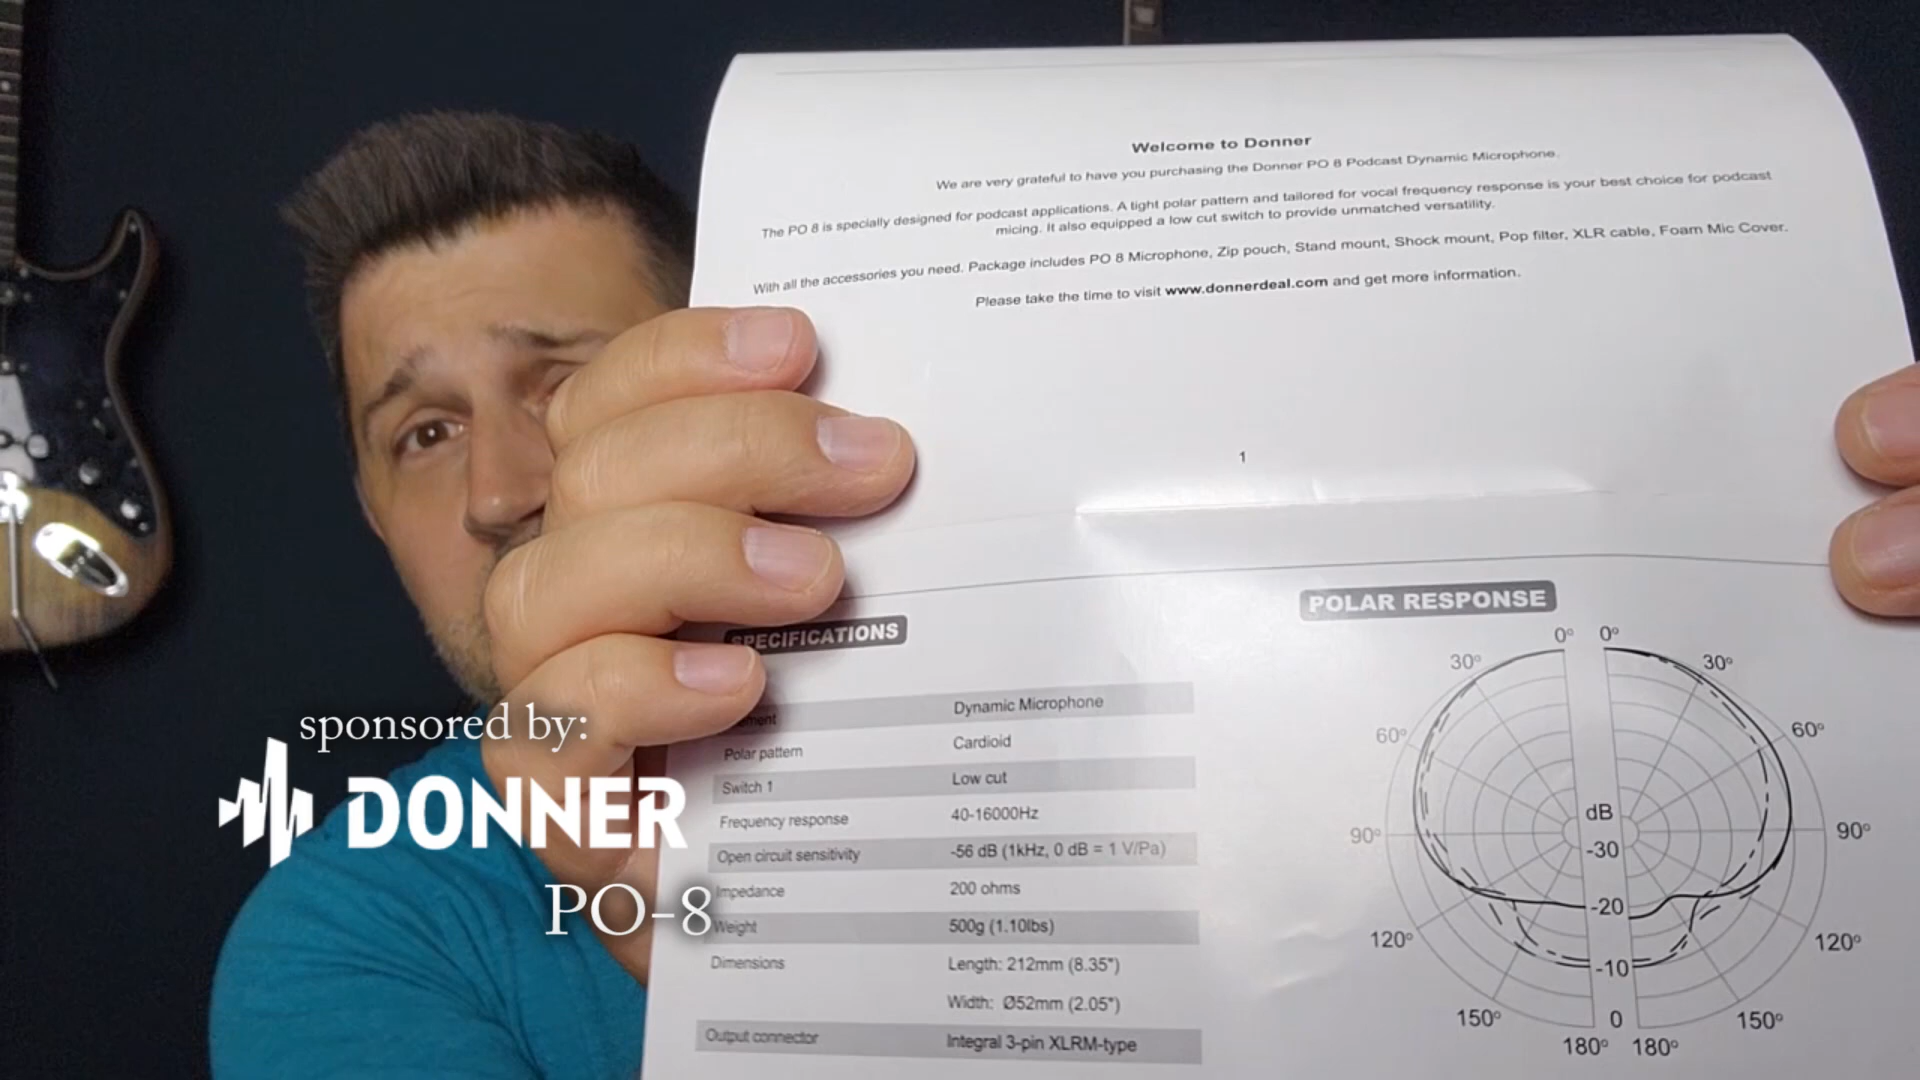 Welcome to Donner
We are very grateful to have you purchasing the Donner PO 8 Podcast Dynamic Microphone.
The PO 8 is specially designed for podcast applications. A tight polar pattern and tailored for vocal frequency response is your best choice for podcast
micing. It also equipped a low cut switch to provide unmatched versatility.
With all the accessories you need. Package includes PO 8 Microphone, Zip pouch, Stand mount, Shock mount, Pop filter, XLR cable, Foam Mic Cover.
Please take the time to visit www.donnerdeal.com and get more information.
1
SPECIFICATIONS
Dynamic Microphone
Polar pattern Cardioid
Switch 1 Low cut
Frequency response 40-16000Hz
Open circuit sensitivity -56 dB (1kHz, 0 dB = 1 V/Pa)
Impedance 200 ohms
Weight 500g (1.10lbs)
Dimensions Length: 212mm (8.35")
Width: Ø52mm (2.05")
Output connector Integral 3-pin XLRM-type
POLAR RESPONSE
0° 0°
30° 30°
60° 60°
dB
90° 90°
-30
-20
120° 120°
-10
150° 0 150°
180° 180°
sponsored by:
DONNER
PO-8